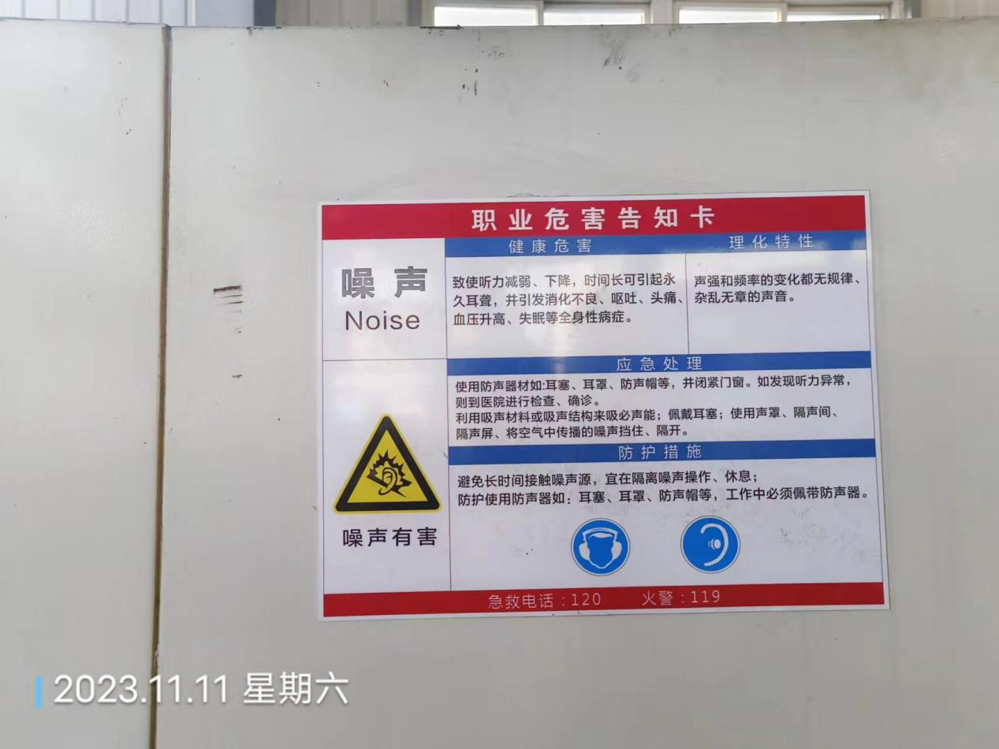 职业危害告知卡
噪声
Noise
健康危害
理化特性
致使听力减弱、下降，时间长可引起永
久耳聋，并引发消化不良、呕吐、头痛、
血压升高、失眠等全身性病症。
声强和频率的变化都无规律、
杂乱无章的声音。
应急处理
使用防声器材如:耳塞、耳罩、防声帽等，并闭紧门窗。如发现听力异常，
则到医院进行检查、确诊。
利用吸声材料或吸声结构来吸必声能；佩戴耳塞；使用声罩、隔声间、
隔声屏、将空气中传播的噪声挡住、隔开。
防护措施
避免长时间接触噪声源，宜在隔离噪声操作、休息；
防护使用防声器如：耳塞、耳罩、防声帽等，工作中必须佩带防声器。
噪声有害
急救电话：120 火警：119
2023.11.11 星期六